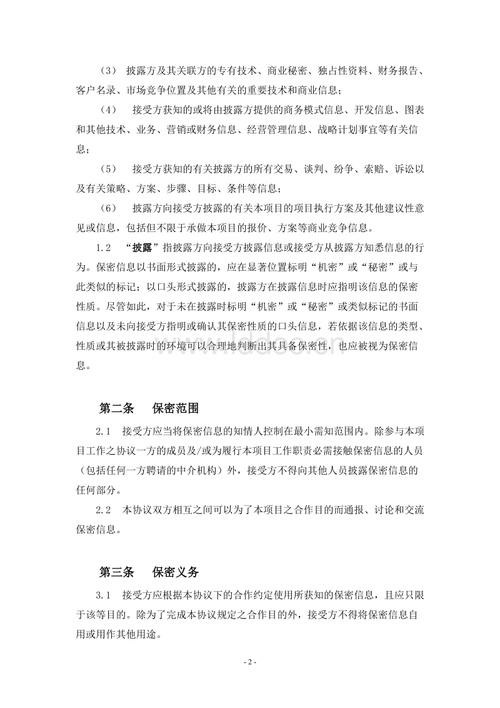 （3） 披露方及其关联方的专有技术、商业秘密、独占性资料、财务报告、
客户名录、市场竞争位置及其他有关的重要技术和商业信息；
（4） 接受方获知的或将由披露方提供的商务模式信息、开发信息、图表
和其他技术、业务、营销或财务信息、经营管理信息、战略计划事宜等有关信
息；
（5） 接受方获知的有关披露方的所有交易、谈判、纷争、索赔、诉讼以
及有关策略、方案、步骤、目标、条件等信息；
（6） 披露方向接受方披露的有关本项目的项目执行方案及其他建议性意
见或信息，包括但不限于承做本项目的报价、方案等商业竞争信息。
1.2 “披露”指披露方向接受方披露信息或接受方从披露方知悉信息的行
为。保密信息以书面形式披露的，应在显著位置标明“机密”或“秘密”或与
此类似的标记；以口头形式披露的，披露方在披露信息时应指明该信息的保密
性质。尽管如此，对于未在披露时标明“机密”或“秘密”或类似标记的书面
信息以及未向接受方指明或确认其保密性质的口头信息，若依据该信息的类型、
性质或其被披露时的环境可以合理地判断出其具备保密性，也应被视为保密信
息。
第二条 保密范围
2.1 接受方应当将保密信息的知情人控制在最小需知范围内。除参与本项
目工作之协议一方的成员及/或为履行本项目工作职责必需接触保密信息的人员
（包括任何一方聘请的中介机构）外，接受方不得向其他人员披露保密信息的
任何部分。
2.2 本协议双方相互之间可以为了本项目之合作目的而通报、讨论和交流
保密信息。
第三条 保密义务
3.1 接受方应根据本协议下的合作约定使用所获知的保密信息，且应只限
于该等目的。除为了完成本协议规定之合作目的外，接受方不得将保密信息自
用或用作其他用途。
- 2 -